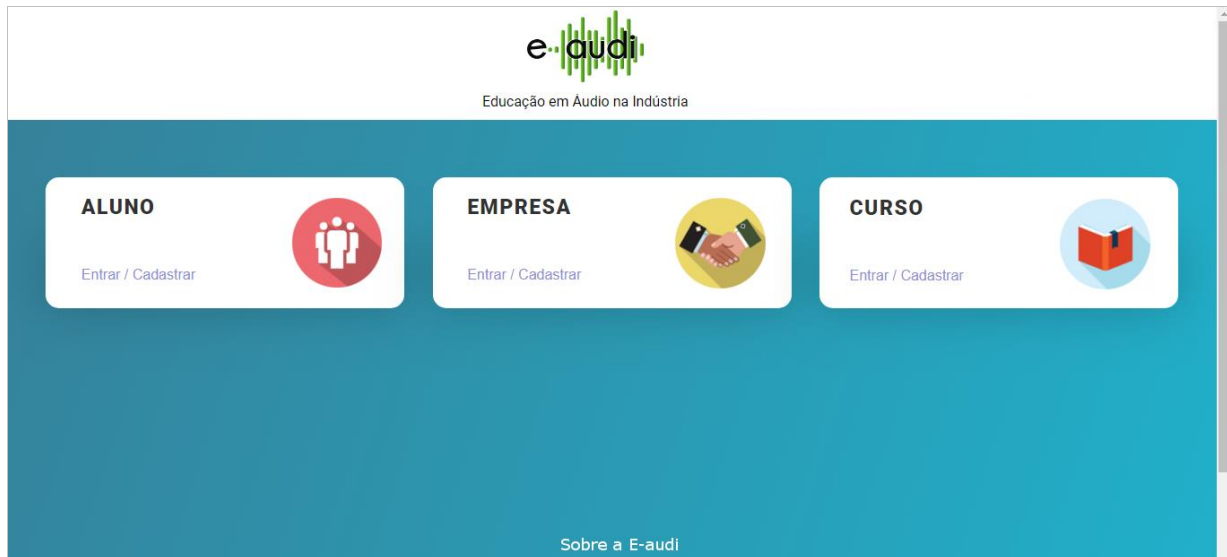 e-audi
Educação em Áudio na Indústria
ALUNO
Entrar / Cadastrar
EMPRESA
Entrar / Cadastrar
CURSO
Entrar / Cadastrar
Sobre a E-audi